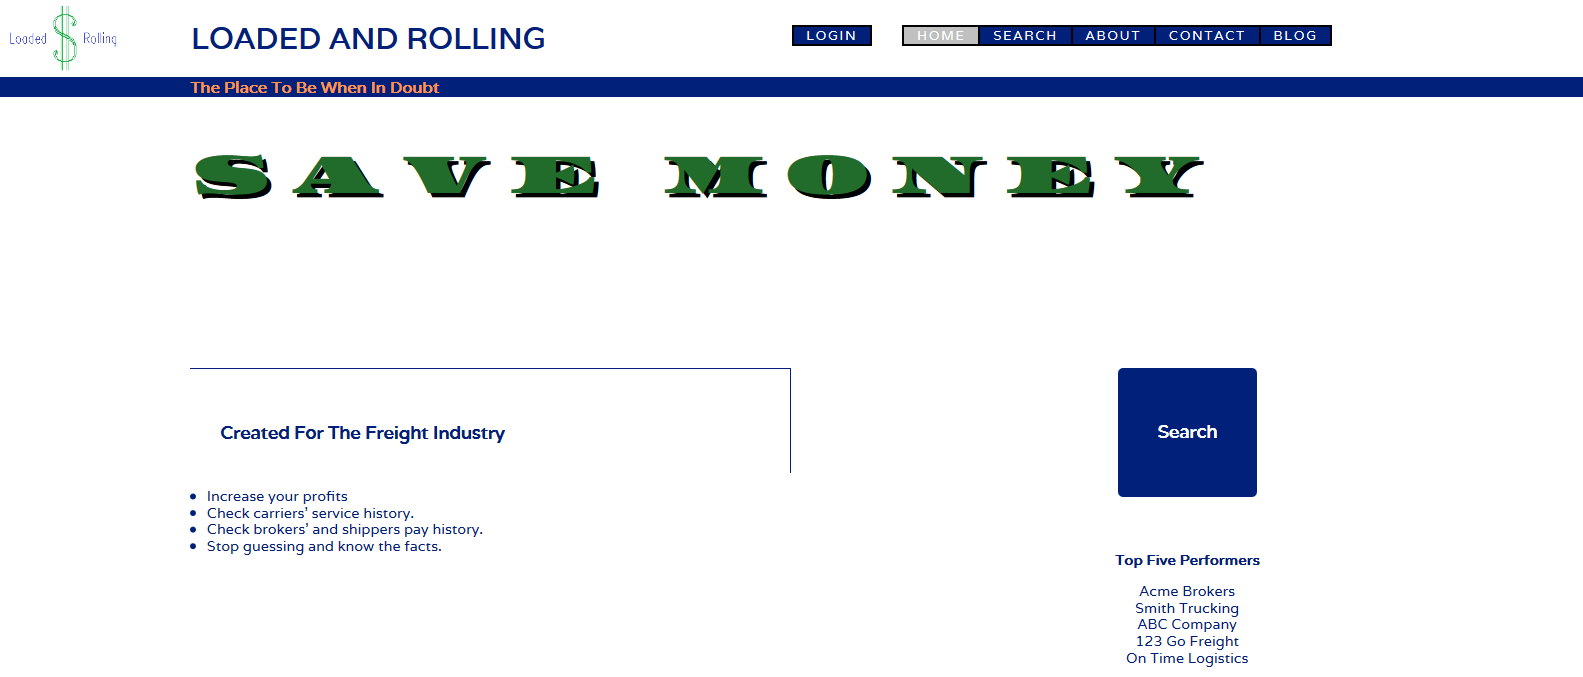 Loaded $ Rolling
LOADED AND ROLLING
LOGIN
HOME SEARCH ABOUT CONTACT BLOG
The Place To Be When In Doubt
SAVE MONEY
Created For The Freight Industry
Search
• Increase your profits
• Check carriers' service history.
• Check brokers' and shippers pay history.
• Stop guessing and know the facts.
Top Five Performers
Acme Brokers
Smith Trucking
ABC Company
123 Go Freight
On Time Logistics